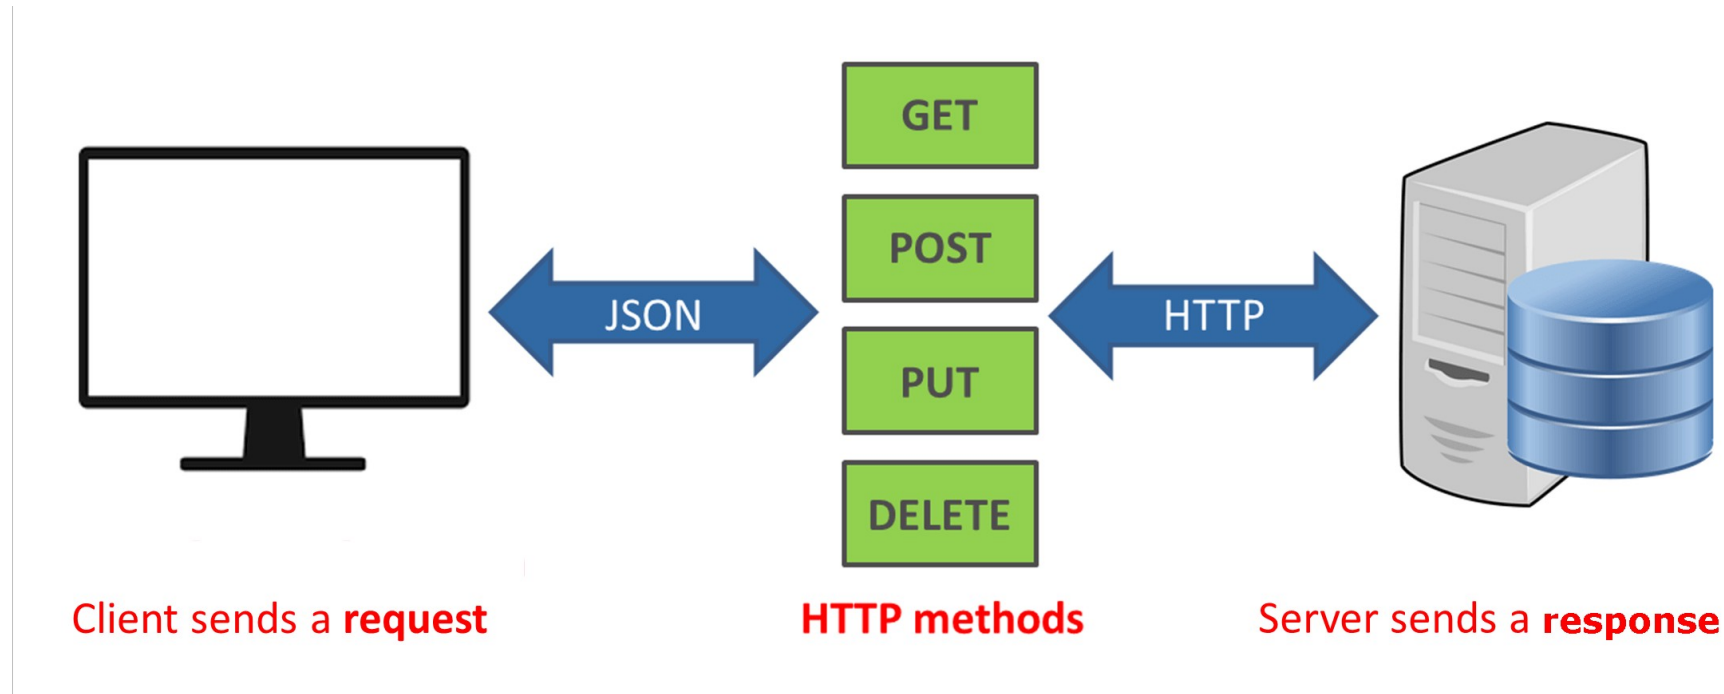 GET
POST
JSON
HTTP
PUT
DELETE
Client sends a request
HTTP methods
Server sends a response